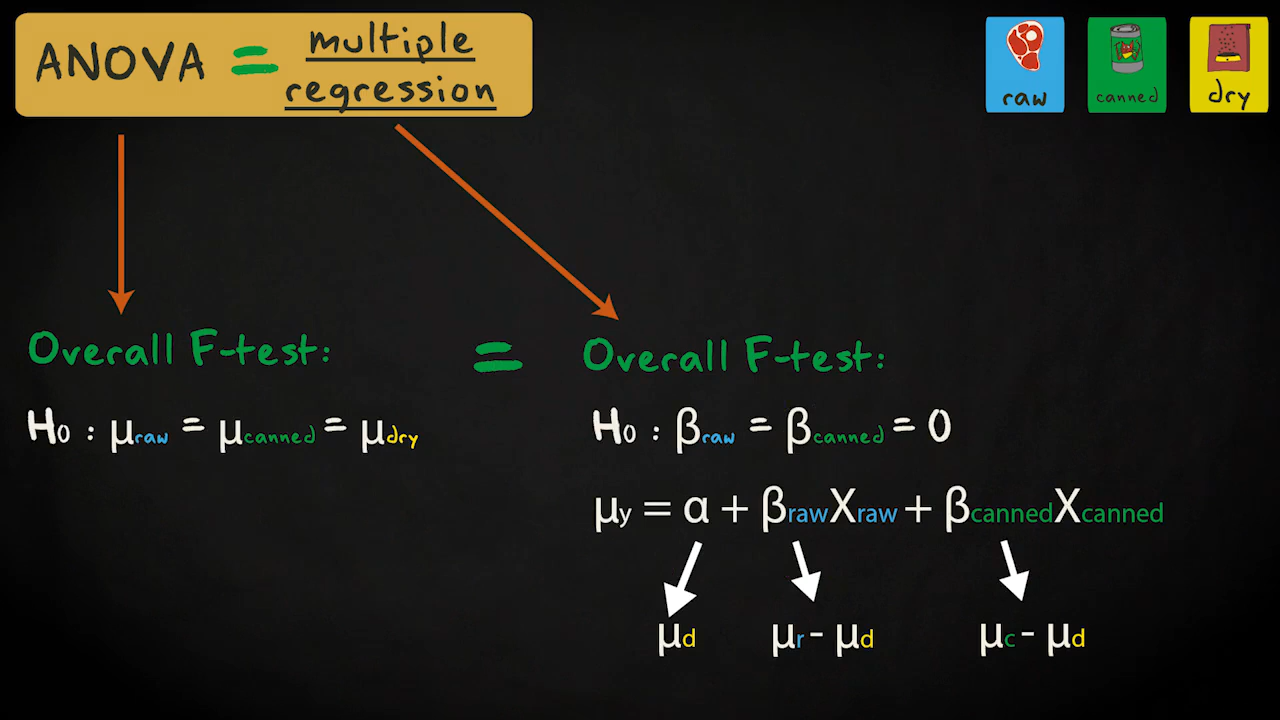 ANOVA = multiple
regression
raw
canned
dry
Overall F-test: = Overall F-test:
H0 : μraw = μcanned = μdry
H0 : βraw = βcanned = 0
μy = α + βrawXraw + βcannedXcanned
μd
μr - μd
μc - μd